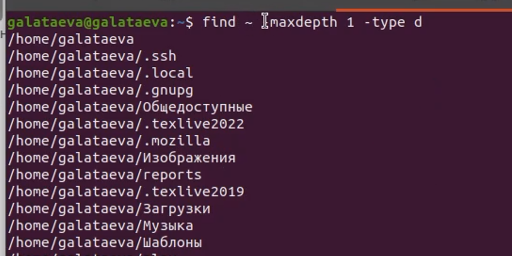 galataeva@galataeva:~$ find ~ -maxdepth 1 -type d
/home/galataeva
/home/galataeva/.ssh
/home/galataeva/.local
/home/galataeva/.gnupg
/home/galataeva/Общедоступные
/home/galataeva/.texlive2022
/home/galataeva/.mozilla
/home/galataeva/Изображения
/home/galataeva/reports
/home/galataeva/.texlive2019
/home/galataeva/Загрузки
/home/galataeva/Музыка
/home/galataeva/Шаблоны